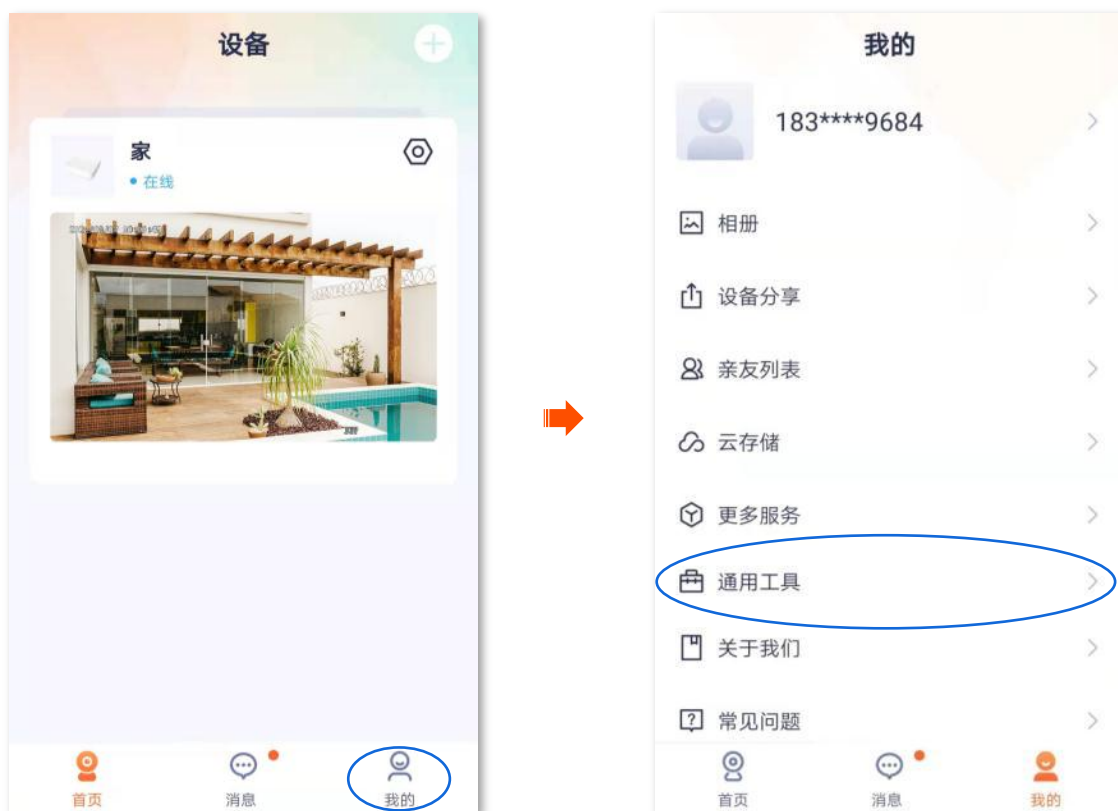 设备
家
在线
首页
消息
我的
我的
183****9684
相册
设备分享
亲友列表
云存储
更多服务
通用工具
关于我们
常见问题
首页
消息
我的